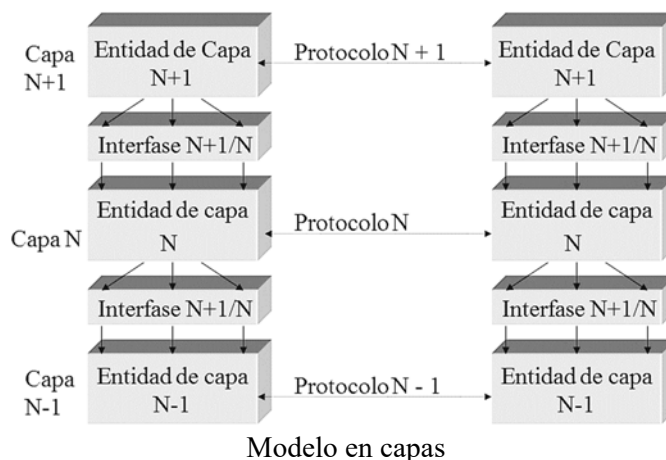 Capa
N+1
Entidad de Capa
N+1
Protocolo N + 1
Entidad de Capa
N+1
Interfase N+1/N
Interfase N+1/N
Capa N
Entidad de capa
N
Protocolo N
Entidad de capa
N
Interfase N+1/N
Interfase N+1/N
Capa
N-1
Entidad de capa
N-1
Protocolo N - 1
Entidad de capa
N-1
Modelo en capas